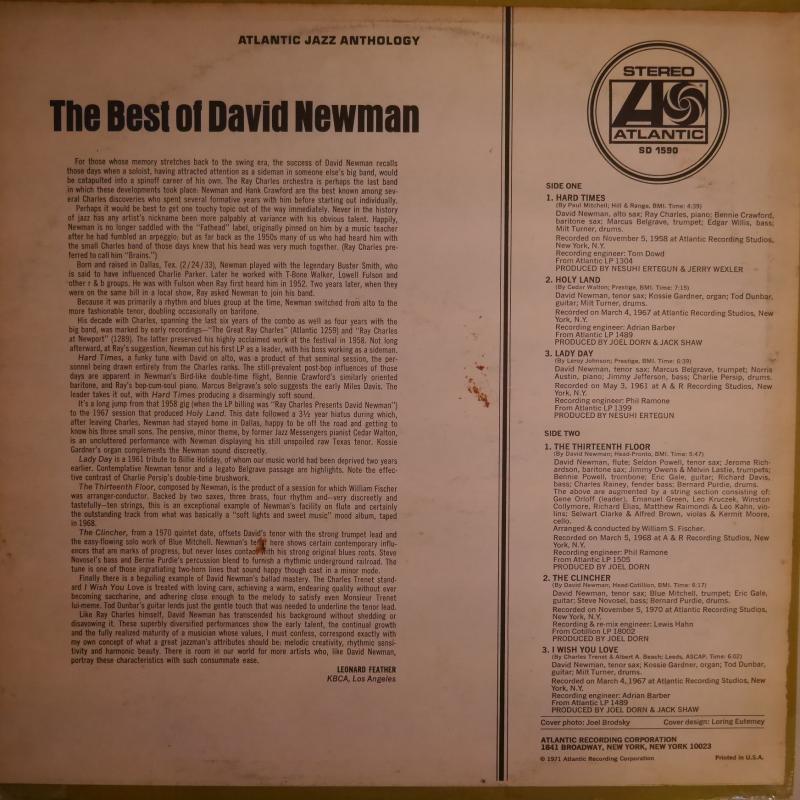 ATLANTIC JAZZ ANTHOLOGY
The Best of David Newman
For those whose memory stretches back to the swing era, the success of David Newman recalls
those days when a soloist, having attracted attention as a sideman in someone else's big band, would
be catapulted into a spinoff career of his own. The Ray Charles orchestra is perhaps the last band
in which these developments took place: Newman and Hank Crawford are the best known among sev-
eral Charles discoveries who spent several formative years with him before starting out individually.
Perhaps it would be best to get one touchy topic out of the way immediately. Never in the history
of jazz has any artist's nickname been more palpably at variance with his obvious talent. Happily,
Newman is no longer saddled with the "Fathead" label, originally pinned on him by a music teacher
after he had fumbled an arpeggio; but as far back as the 1950s many of us who had heard him with
the small Charles band of those days knew that his head was very much together. (Ray Charles pre-
ferred to call him "Brains.")
Born and raised in Dallas, Tex. (2/24/33), Newman played with the legendary Buster Smith, who
is said to have influenced Charlie Parker. Later he worked with T-Bone Walker, Lowell Fulson and
other r & b groups. He was with Fulson when Ray first heard him in 1952. Two years later, when they
were on the same bill in a local show, Ray asked Newman to join his band.
Because it was primarily a rhythm and blues group at the time, Newman switched from alto to the
more fashionable tenor, doubling occasionally on baritone.
His decade with Charles, spanning the last six years of the combo as well as four years with the
big band, was marked by early recordings—"The Great Ray Charles" (Atlantic 1259) and "Ray Charles
at Newport" (1289). The latter preserved his highly acclaimed work at the festival in 1958. Not long
afterward, at Ray's suggestion, Newman cut his first LP as a leader, with his boss working as a sideman.
Hard Times, a funky tune with David on alto, was a product of that seminal session, the per-
sonnel being drawn entirely from the Charles ranks. The still-prevalent post-bop influences of those
days are apparent in Newman's Bird-like double-time flight, Bennie Crawford's similarly oriented
baritone, and Ray's bop-cum-soul piano. Marcus Belgrave's solo suggests the early Miles Davis. The
leader takes it out, with Hard Times producing a disarmingly soft sound.
It's a long jump from that 1958 gig (when the LP billing was "Ray Charles Presents David Newman")
to the 1967 session that produced Holy Land. This date followed a 3½ year hiatus during which,
after leaving Charles, Newman had stayed home in Dallas, happy to be off the road and getting to
know his three small sons. The pensive, minor theme, by former Jazz Messengers pianist Cedar Walton,
is an uncluttered performance with Newman displaying his still unspoiled raw Texas tenor. Kossie
Gardner's organ complements the Newman sound discreetly.
Lady Day is a 1961 tribute to Billie Holiday, of whom our music world had been deprived two years
earlier. Contemplative Newman tenor and a legato Belgrave passage are highlights. Note the effec-
tive contrast of Charlie Persip's double-time brushwork.
The Thirteenth Floor, composed by Newman, is the product of a session for which William Fischer
was arranger-conductor. Backed by two saxes, three brass, four rhythm and—very discreetly and
tastefully—ten strings, this is an exceptional example of Newman's facility on flute and certainly
the outstanding track from what was basically a "soft lights and sweet music" mood album, taped
in 1968.
The Clincher, from a 1970 quintet date, offsets David's tenor with the strong trumpet lead and
the easy-flowing solo work of Blue Mitchell. Newman's tenor here shows certain contemporary influ-
ences that are marks of progress, but never loses contact with his strong original blues roots. Steve
Novosel's bass and Bernie Purdie's percussion blend to furnish a rhythmic underground railroad. The
tune is one of those ingratiating two-horn lines that sound happy though cast in a minor mode.
Finally there is a beguiling example of David Newman's ballad mastery. The Charles Trenet stand-
ard I Wish You Love is treated with loving care, achieving a warm, endearing quality without ever
becoming saccharine, and adhering close enough to the melody to satisfy even Monsieur Trenet
lui-meme. Tod Dunbar's guitar lends just the gentle touch that was needed to underline the tenor lead.
Like Ray Charles himself, David Newman has transcended his background without shedding or
disavowing it. These superbly diversified performances show the early talent, the continual growth
and the fully realized maturity of a musician whose values, I must confess, correspond exactly with
my own concept of what a great jazzman's attributes should be: melodic creativity, rhythmic sensi-
tivity and harmonic beauty. There is room in our world for more artists who, like David Newman,
portray these characteristics with such consummate ease.
LEONARD FEATHER
KBCA, Los Angeles
STEREO
ATLANTIC
SD 1590
SIDE ONE
1. HARD TIMES
(By Paul Mitchell; Hill & Range, BMI. Time: 4:39)
David Newman, alto sax; Ray Charles, piano; Bennie Crawford,
baritone sax; Marcus Belgrave, trumpet; Edgar Willis, bass;
Milt Turner, drums.
Recorded on November 5, 1958 at Atlantic Recording Studios,
New York, N.Y.
Recording engineer: Tom Dowd
From Atlantic LP 1304
PRODUCED BY NESUHI ERTEGUN & JERRY WEXLER
2. HOLY LAND
(By Cedar Walton; Prestige, BMI. Time: 7:15)
David Newman, tenor sax; Kossie Gardner, organ; Tod Dunbar,
guitar; Milt Turner, drums.
Recorded on March 4, 1967 at Atlantic Recording Studios, New
York, N.Y.
Recording engineer: Adrian Barber
From Atlantic LP 1489
PRODUCED BY JOEL DORN & JACK SHAW
3. LADY DAY
(By Leroy Johnson; Prestige, BMI. Time: 6:39)
David Newman, tenor sax; Marcus Belgrave, trumpet; Norris
Austin, piano; Jimmy Jefferson, bass; Charlie Persip, drums.
Recorded on May 3, 1961 at A & R Recording Studios, New
York, N.Y.
Recording engineer: Phil Ramone
From Atlantic LP 1399
PRODUCED BY NESUHI ERTEGUN
SIDE TWO
1. THE THIRTEENTH FLOOR
(By David Newman; Head-Pronto, BMI. Time: 5:47)
David Newman, flute; Seldon Powell, tenor sax; Jerome Rich-
ardson, baritone sax; Jimmy Owens & Melvin Lastie, trumpets;
Bennie Powell, trombone; Eric Gale, guitar; Richard Davis,
bass; Charles Rainey, fender bass; Bernard Purdie, drums.
The above are augmented by a string section consisting of:
Gene Orloff (leader), Emanuel Green, Leo Kruczek, Winston
Collymore, Richard Elias, Matthew Raimondi & Leo Kahn, vio-
lins; Selwart Clarke & Alfred Brown, violas & Kermit Moore,
cello.
Arranged & conducted by William S. Fischer.
Recorded on March 5, 1968 at A & R Recording Studios, New
York, N.Y.
Recording engineer: Phil Ramone
From Atlantic LP 1505
PRODUCED BY JOEL DORN
2. THE CLINCHER
(By David Newman; Head-Cotillion, BMI. Time: 6:17)
David Newman, tenor sax; Blue Mitchell, trumpet; Eric Gale,
guitar; Steve Novosel, bass; Bernard Purdie, drums.
Recorded on November 5, 1970 at Atlantic Recording Studios,
New York, N.Y.
Recording & re-mix engineer: Lewis Hahn
From Cotillion LP 18002
PRODUCED BY JOEL DORN
3. I WISH YOU LOVE
(By Charles Trenet & Albert A. Beach; Leeds, ASCAP. Time: 6:02)
David Newman, tenor sax; Kossie Gardner, organ; Tod Dunbar,
guitar; Milt Turner, drums.
Recorded on March 4, 1967 at Atlantic Recording Studios, New
York, N.Y.
Recording engineer: Adrian Barber
From Atlantic LP 1489
PRODUCED BY JOEL DORN & JACK SHAW
Cover photo: Joel Brodsky Cover design: Loring Eutemey
ATLANTIC RECORDING CORPORATION
1841 BROADWAY, NEW YORK, NEW YORK 10023
© 1971 Atlantic Recording Corporation Printed in U.S.A.